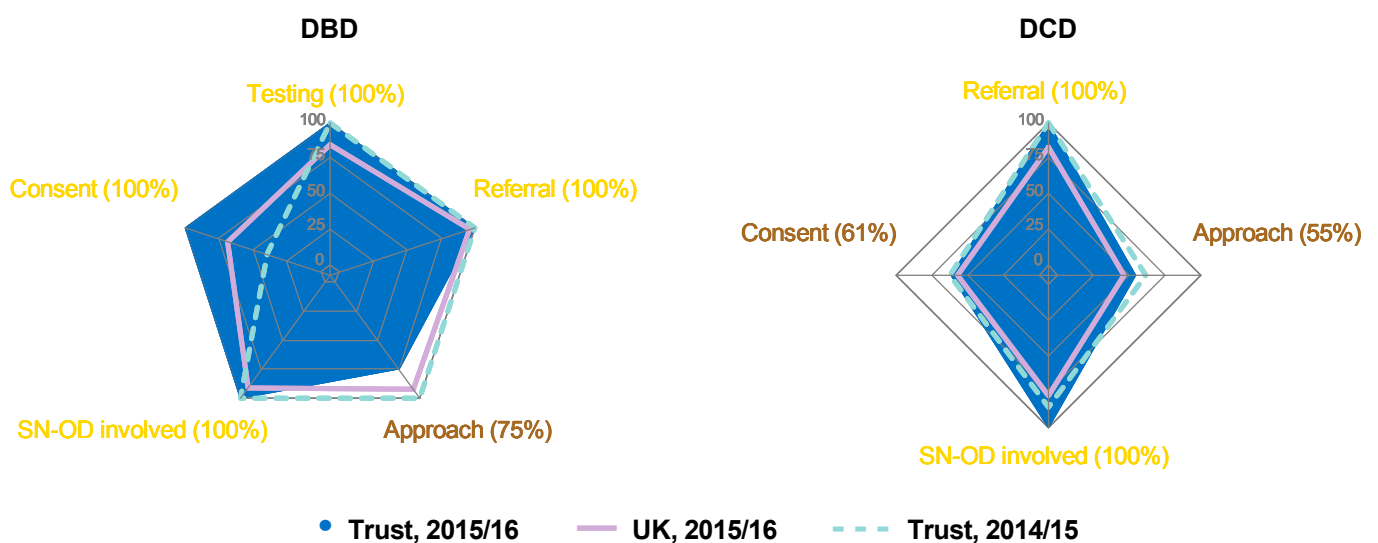 DBD
DCD
Testing (100%)
Referral (100%)
100
100
75
75
Consent (100%)
Referral (100%)
50
50
Consent (61%)
Approach (55%)
25
25
0
0
SN-OD involved (100%)
Approach (75%)
SN-OD involved (100%)
Trust, 2015/16
UK, 2015/16
Trust, 2014/15